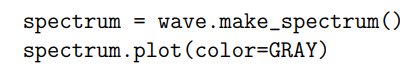 spectrum = wave.make_spectrum()
spectrum.plot(color=GRAY)